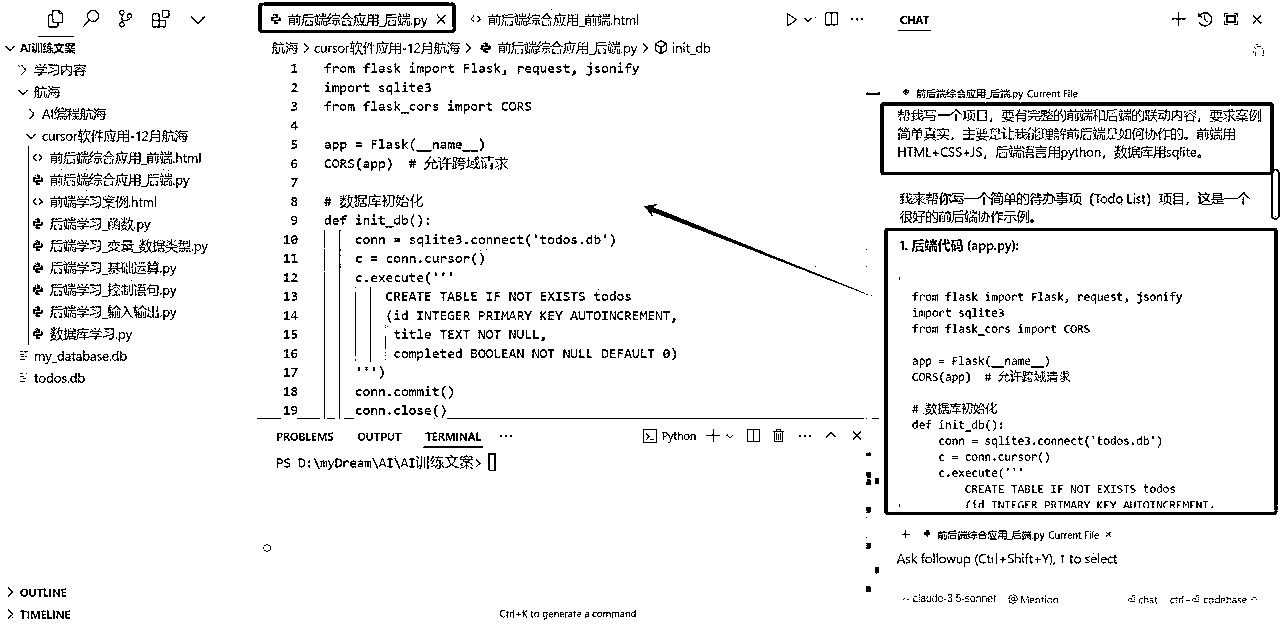 AI训练文案
学习内容
航海
AI编程航海
cursor软件应用-12月航海
前后端综合应用_前端.html
前后端综合应用_后端.py
前端学习案例.html
后端学习_函数.py
后端学习_变量_数据类型.py
后端学习_基础运算.py
后端学习_控制语句.py
后端学习_输入输出.py
数据库学习.py
my_database.db
todos.db
OUTLINE
TIMELINE
前后端综合应用_后端.py
前后端综合应用_前端.html
航海 > cursor软件应用-12月航海 > 前后端综合应用_后端.py > init_db
1 from flask import Flask, request, jsonify
2 import sqlite3
3 from flask_cors import CORS
4
5 app = Flask(__name__)
6 CORS(app) # 允许跨域请求
7
8 # 数据库初始化
9 def init_db():
10 conn = sqlite3.connect('todos.db')
11 c = conn.cursor()
12 c.execute('''
13 CREATE TABLE IF NOT EXISTS todos
14 (id INTEGER PRIMARY KEY AUTOINCREMENT,
15 title TEXT NOT NULL,
16 completed BOOLEAN NOT NULL DEFAULT 0)
17 ''')
18 conn.commit()
19 conn.close()
PROBLEMS OUTPUT TERMINAL
Python
PS D:\myDream\AI\AI训练文案>
Ctrl+K to generate a command
CHAT
前后端综合应用_后端.py Current File
帮我写一个项目，要有完整的前端和后端的联动内容，要求案例
简单真实，主要是让我能理解前后端是如何协作的。前端用
HTML+CSS+JS，后端语言用python，数据库用sqlite。
我来帮你写一个简单的待办事项（Todo List）项目，这是一个
很好的前后端协作示例。
1. 后端代码 (app.py):
from flask import Flask, request, jsonify
import sqlite3
from flask_cors import CORS
app = Flask(__name__)
CORS(app) # 允许跨域请求
# 数据库初始化
def init_db():
conn = sqlite3.connect('todos.db')
c = conn.cursor()
c.execute('''
CREATE TABLE IF NOT EXISTS todos
(id INTEGER PRIMARY KEY AUTOINCREMENT,
+ 前后端综合应用_后端.py Current File ×
Ask followup (Ctrl+Shift+Y), ↑ to select
claude-3.5-sonnet @ Mention
chat ctrl+⏎ codebase